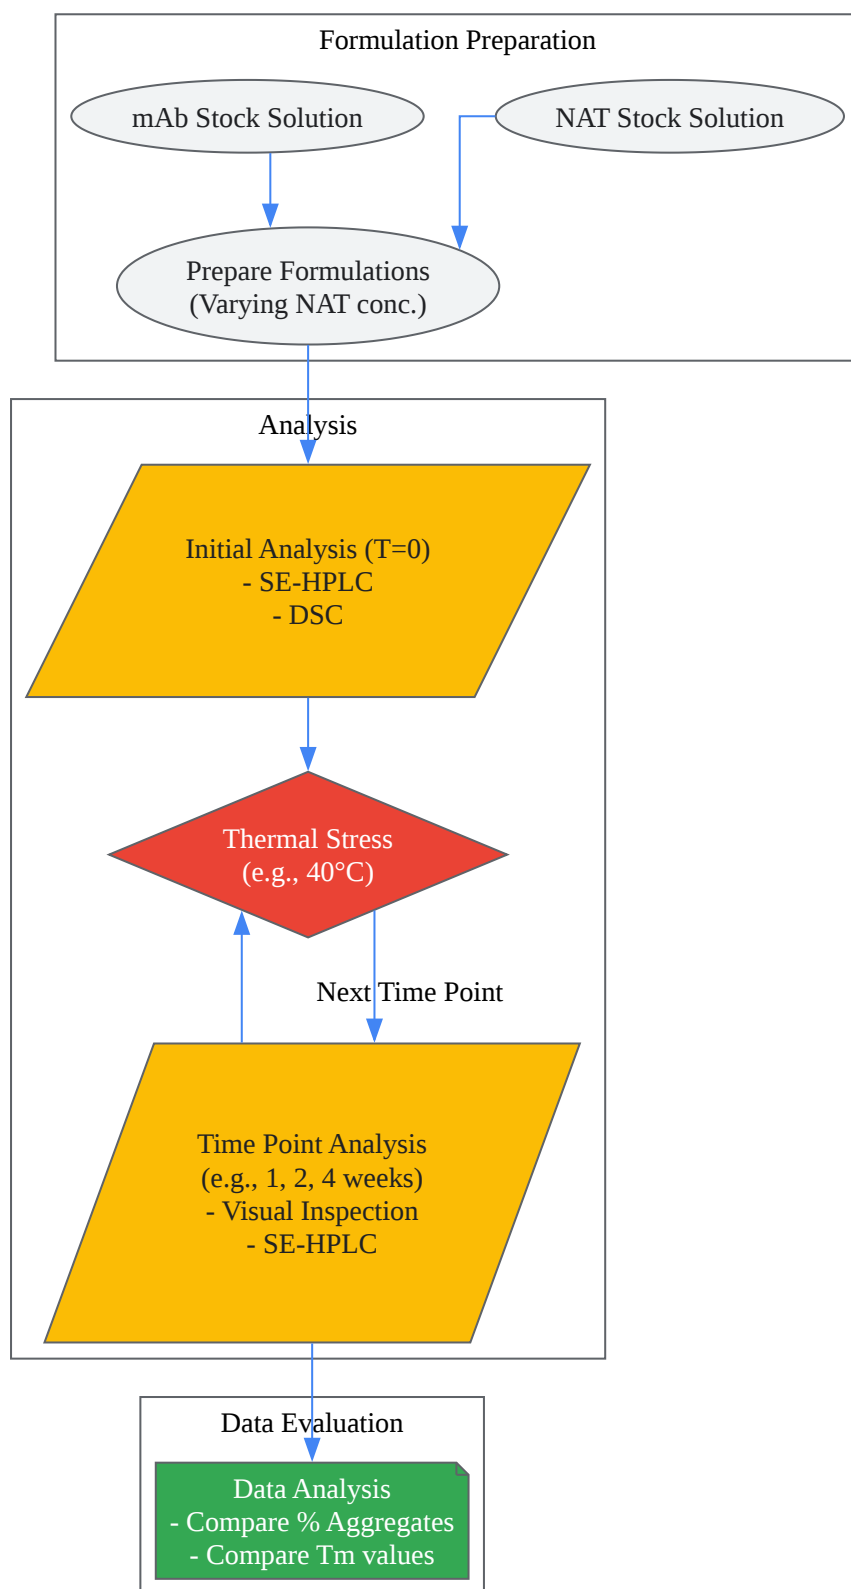 Formulation Preparation
mAb Stock Solution
NAT Stock Solution
Prepare Formulations
(Varying NAT conc.)
Analysis
Initial Analysis (T=0)
- SE-HPLC
- DSC
Thermal Stress
(e.g., 40°C)
Next Time Point
Time Point Analysis
(e.g., 1, 2, 4 weeks)
- Visual Inspection
- SE-HPLC
Data Evaluation
Data Analysis
- Compare % Aggregates
- Compare Tm values